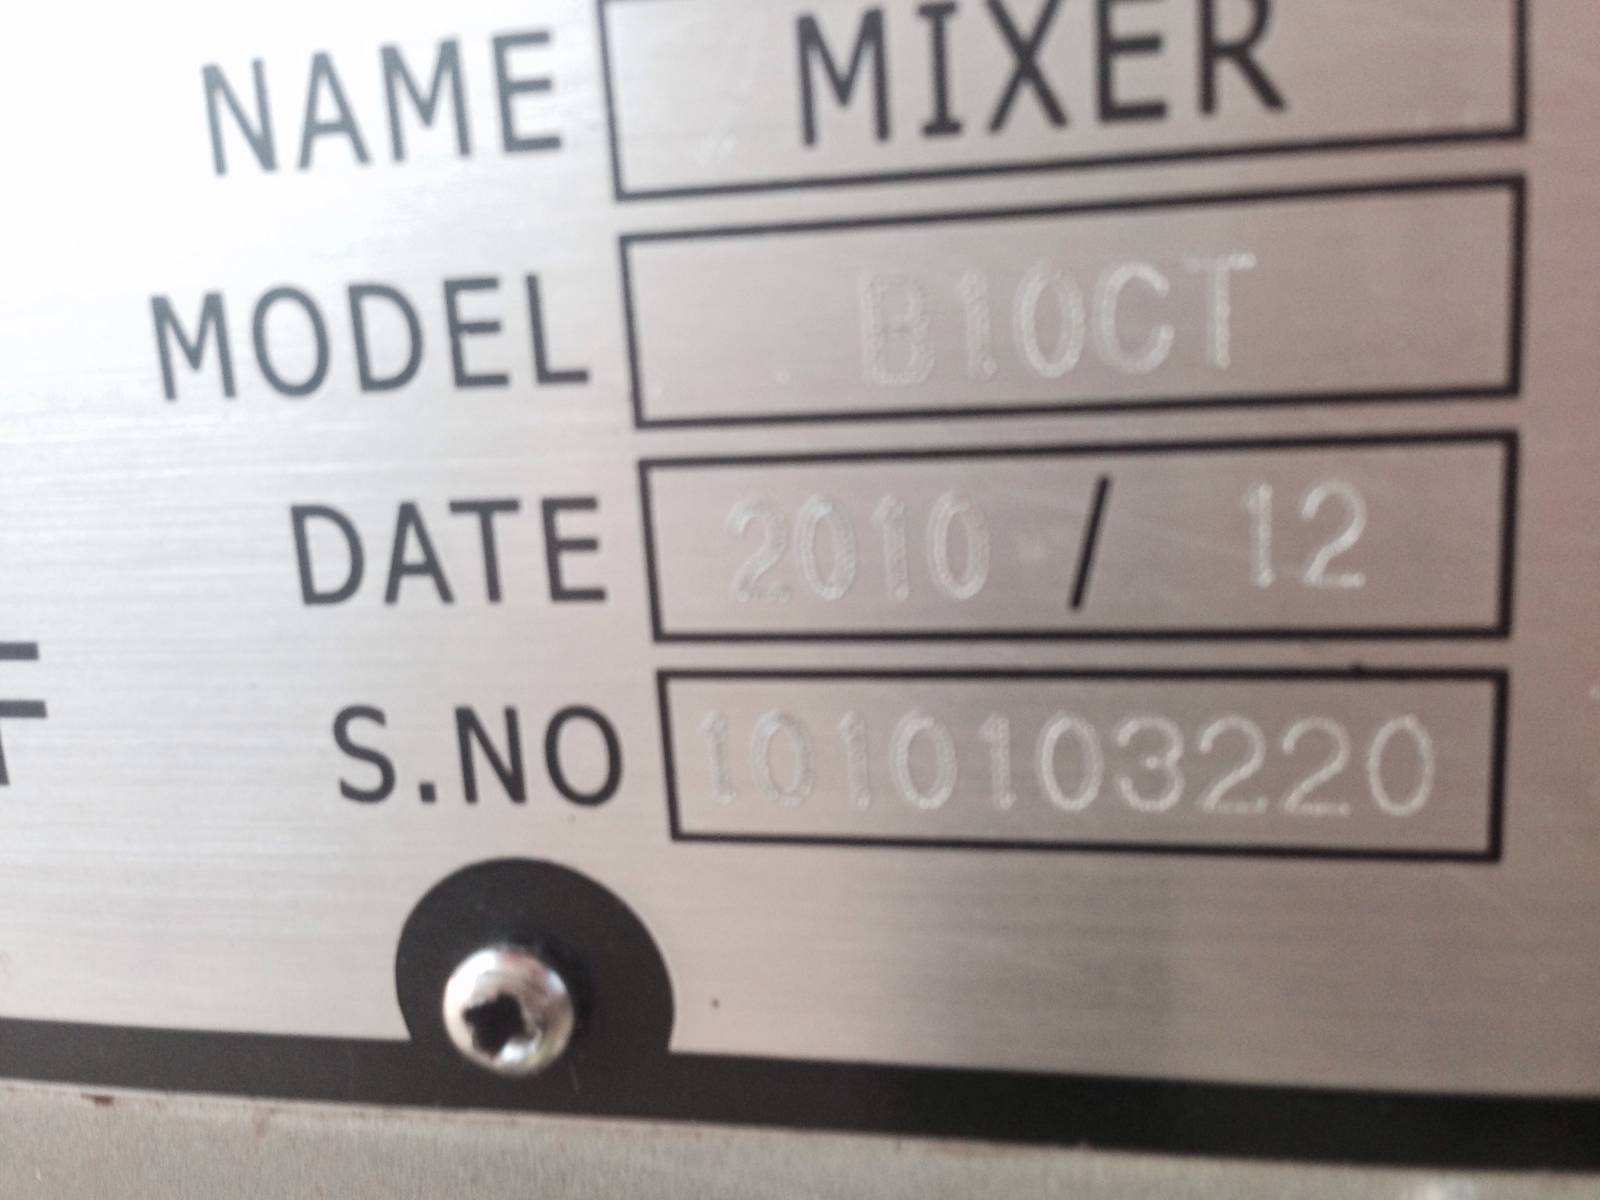 NAME MIXER
MODEL B10CT
DATE 2010 / 12
S.NO 1010103220